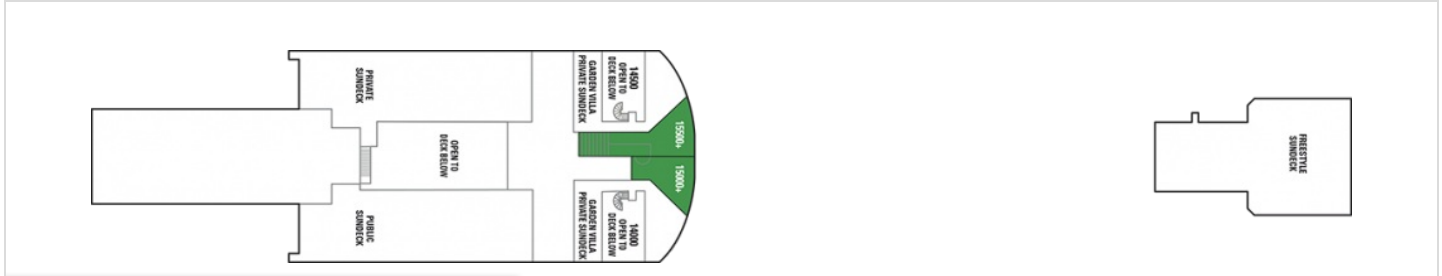 PRIVATE
SUNDECK
PUBLIC
SUNDECK
OPEN TO
DECK BELOW
GARDEN VILLA
PRIVATE SUNDECK
14500
OPEN TO
DECK BELOW
15500+
15000+
GARDEN VILLA
PRIVATE SUNDECK
14000
OPEN TO
DECK BELOW
FREESTYLE
SUNDECK